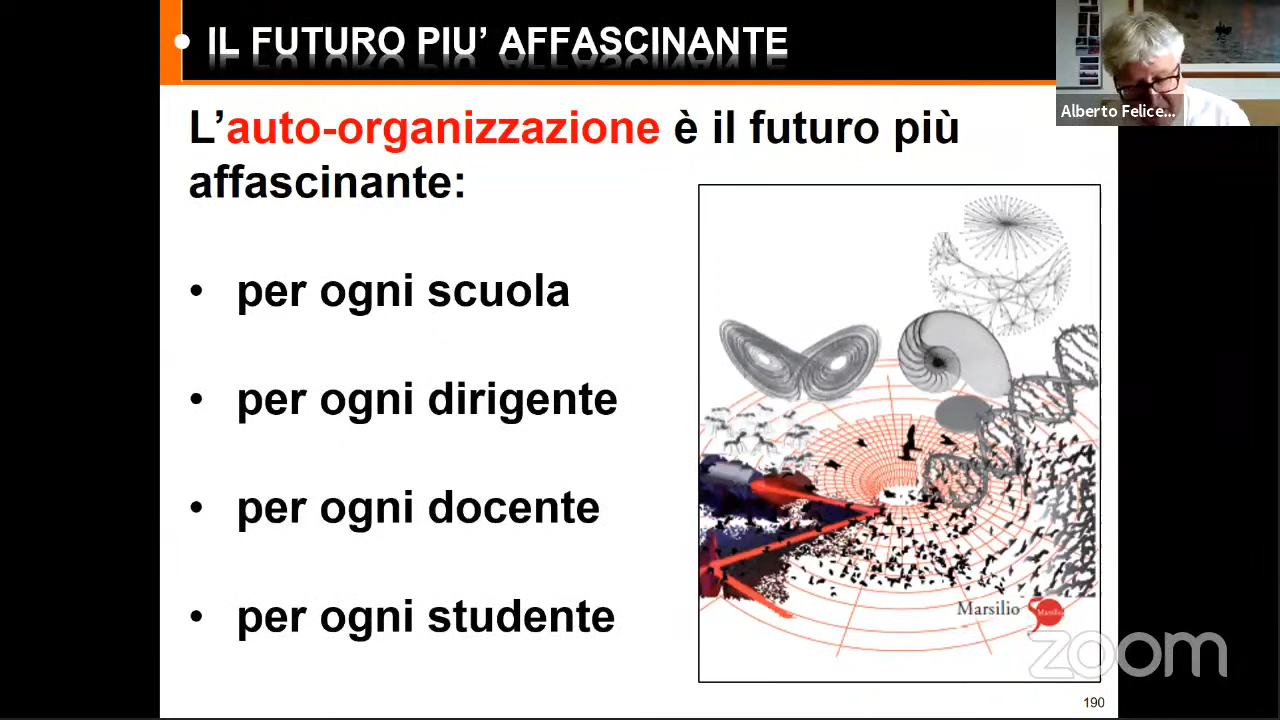 IL FUTURO PIU’ AFFASCINANTE
Alberto Felice...
L’auto-organizzazione è il futuro più
affascinante:
• per ogni scuola
• per ogni dirigente
• per ogni docente
• per ogni studente
Marsilio
Marsilio
zoom
190